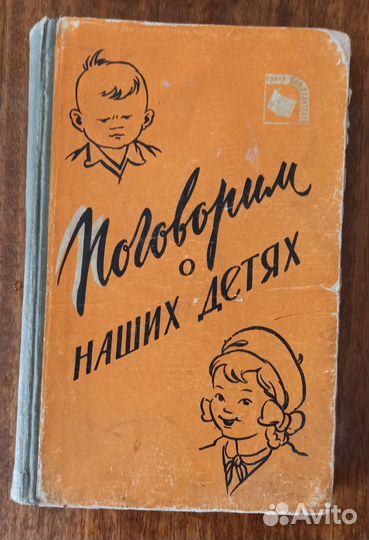 Поговорим
о
наших детях
Avito